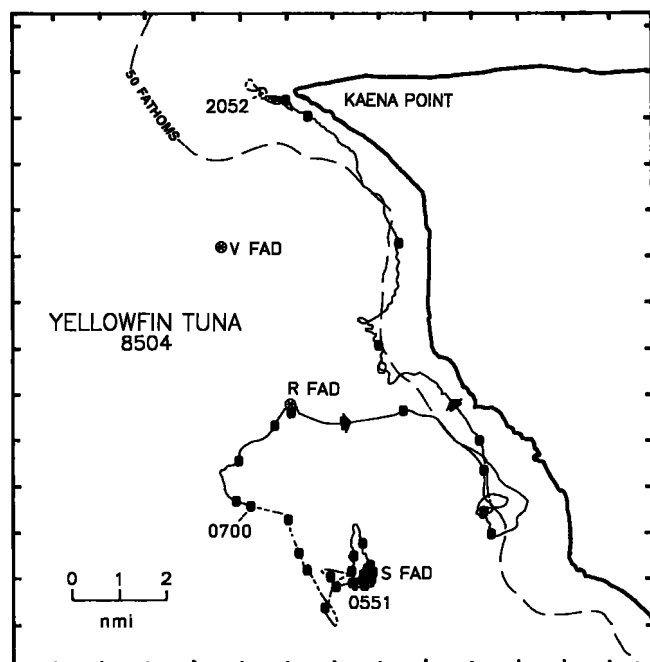 KAENA POINT
2052
50 FATHOMS
V FAD
YELLOWFIN TUNA
8504
R FAD
0700
S FAD
0551
0 1 2
nmi